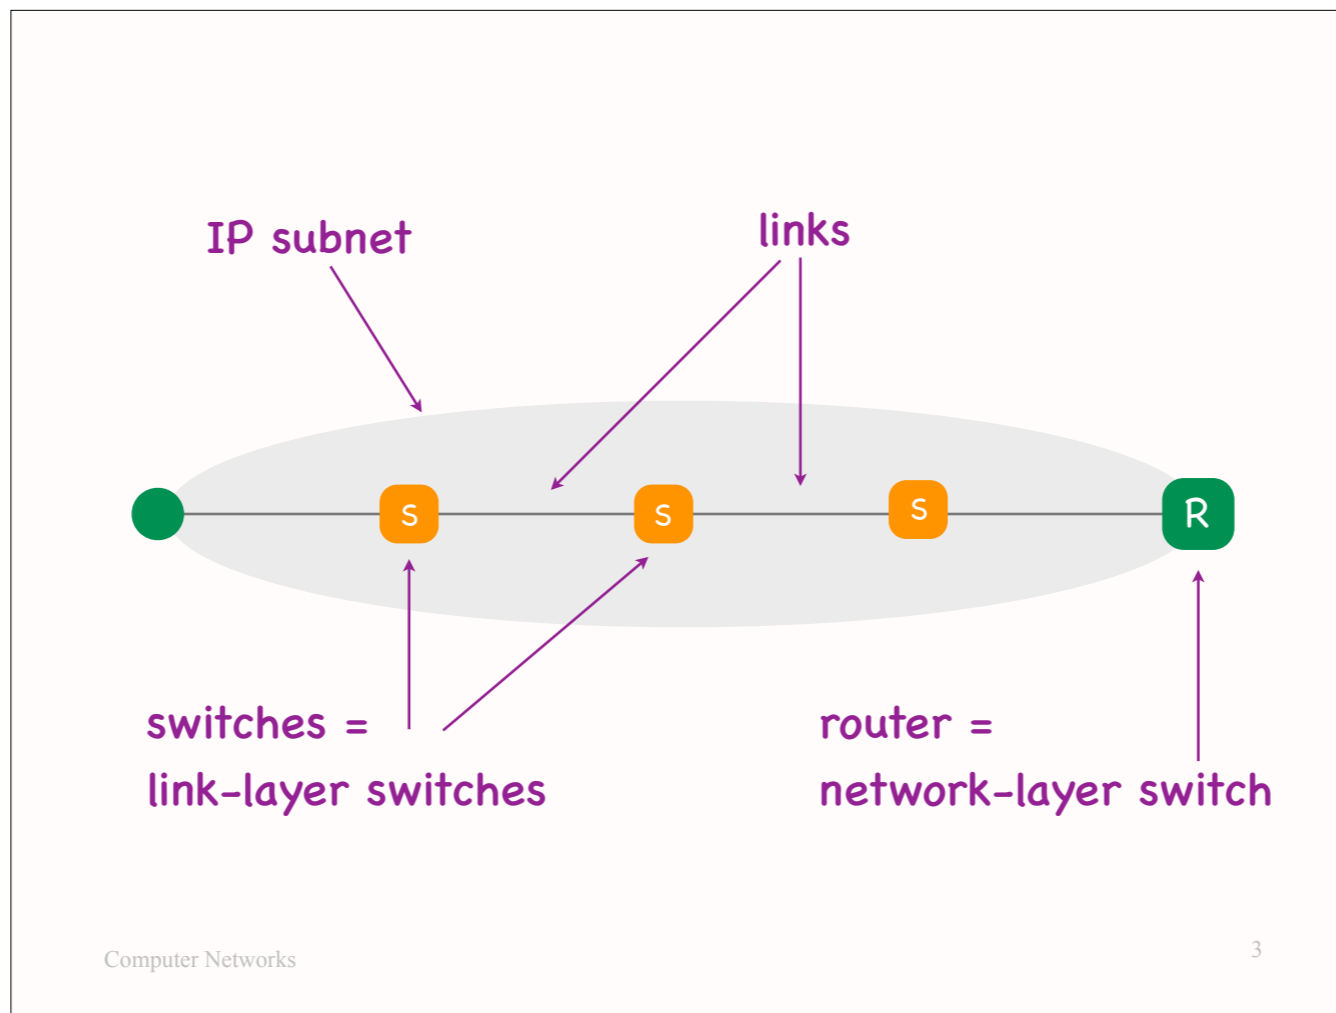 IP subnet
links
S
S
S
R
switches =
link-layer switches
router =
network-layer switch
Computer Networks
3